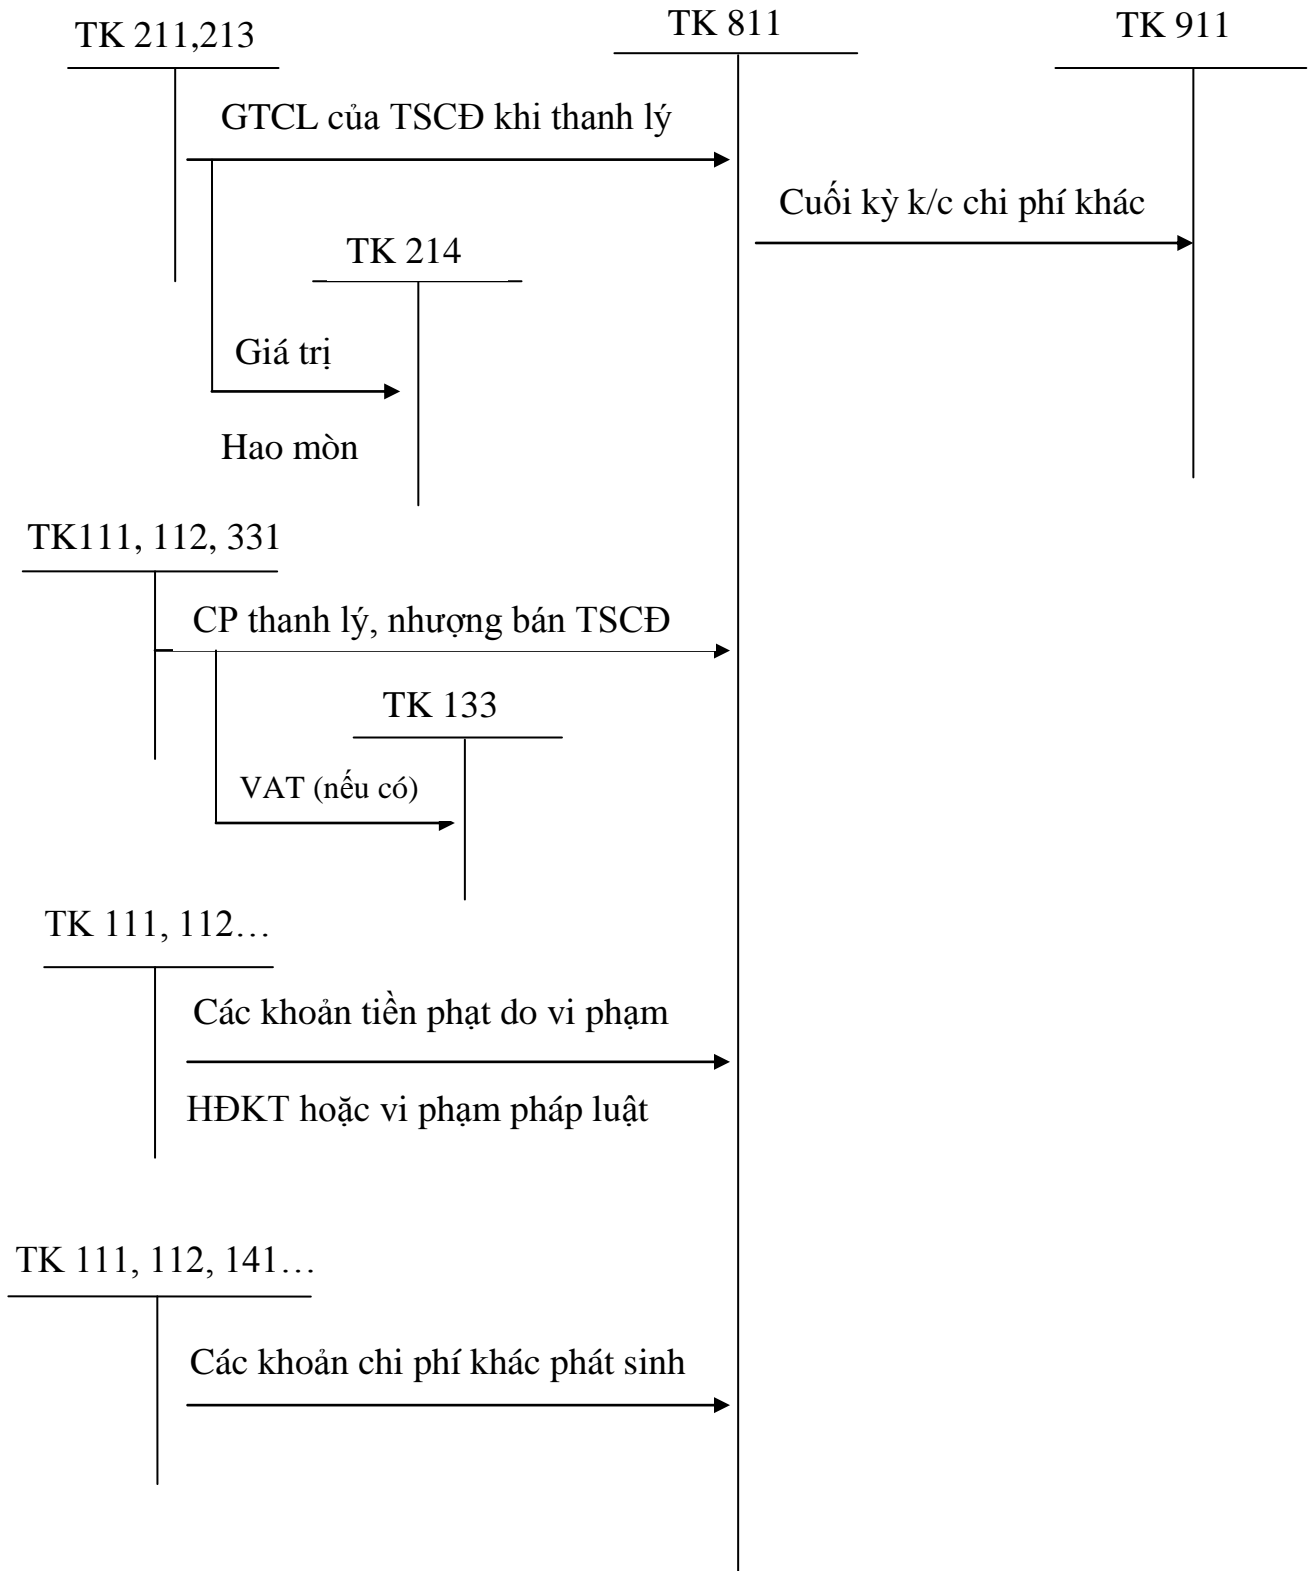 TK 211,213
TK 811
TK 911
GTCL của TSCĐ khi thanh lý
Cuối kỳ k/c chi phí khác
TK 214
Giá trị
Hao mòn
TK111, 112, 331
CP thanh lý, nhượng bán TSCĐ
TK 133
VAT (nếu có)
TK 111, 112…
Các khoản tiền phạt do vi phạm
HĐKT hoặc vi phạm pháp luật
TK 111, 112, 141…
Các khoản chi phí khác phát sinh